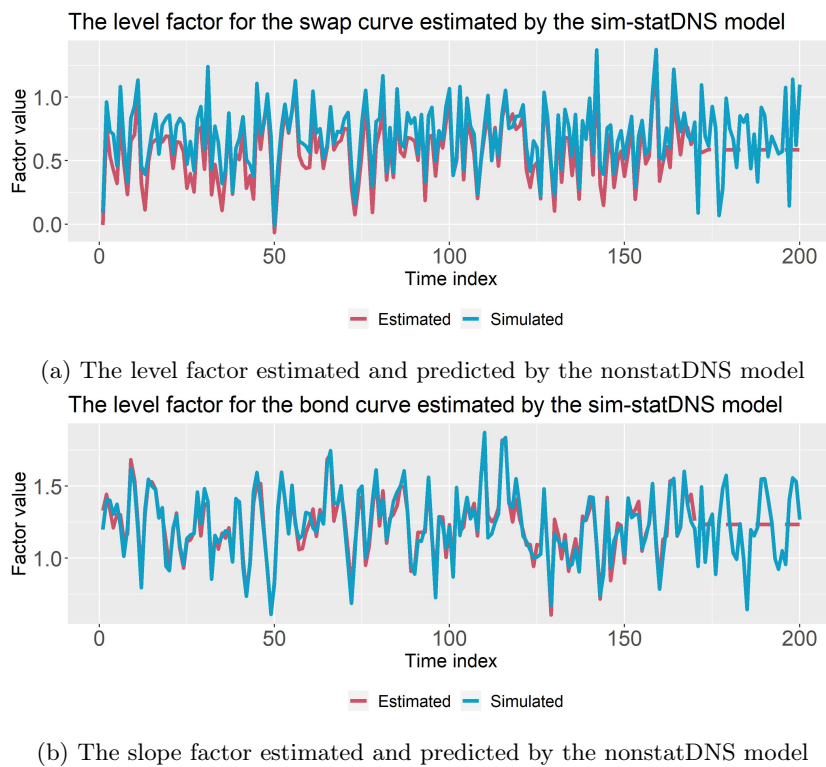 The level factor for the swap curve estimated by the sim-statDNS model
Factor value
1.0
0.5
0.0
0 50 100 150 200
Time index
Estimated Simulated
(a) The level factor estimated and predicted by the nonstatDNS model
The level factor for the bond curve estimated by the sim-statDNS model
Factor value
1.5
1.0
0 50 100 150 200
Time index
Estimated Simulated
(b) The slope factor estimated and predicted by the nonstatDNS model